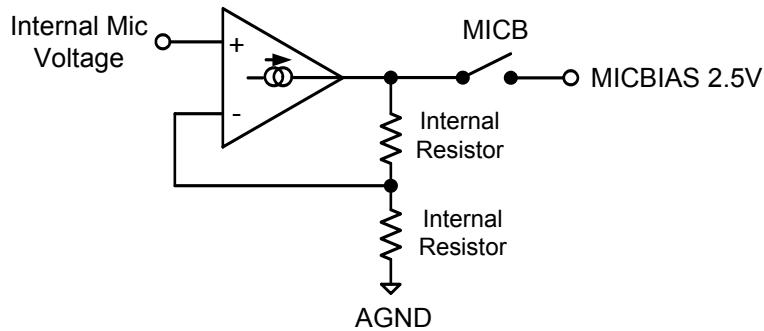 Internal Mic
Voltage
+
-
MICB
MICBIAS 2.5V
Internal
Resistor
Internal
Resistor
AGND